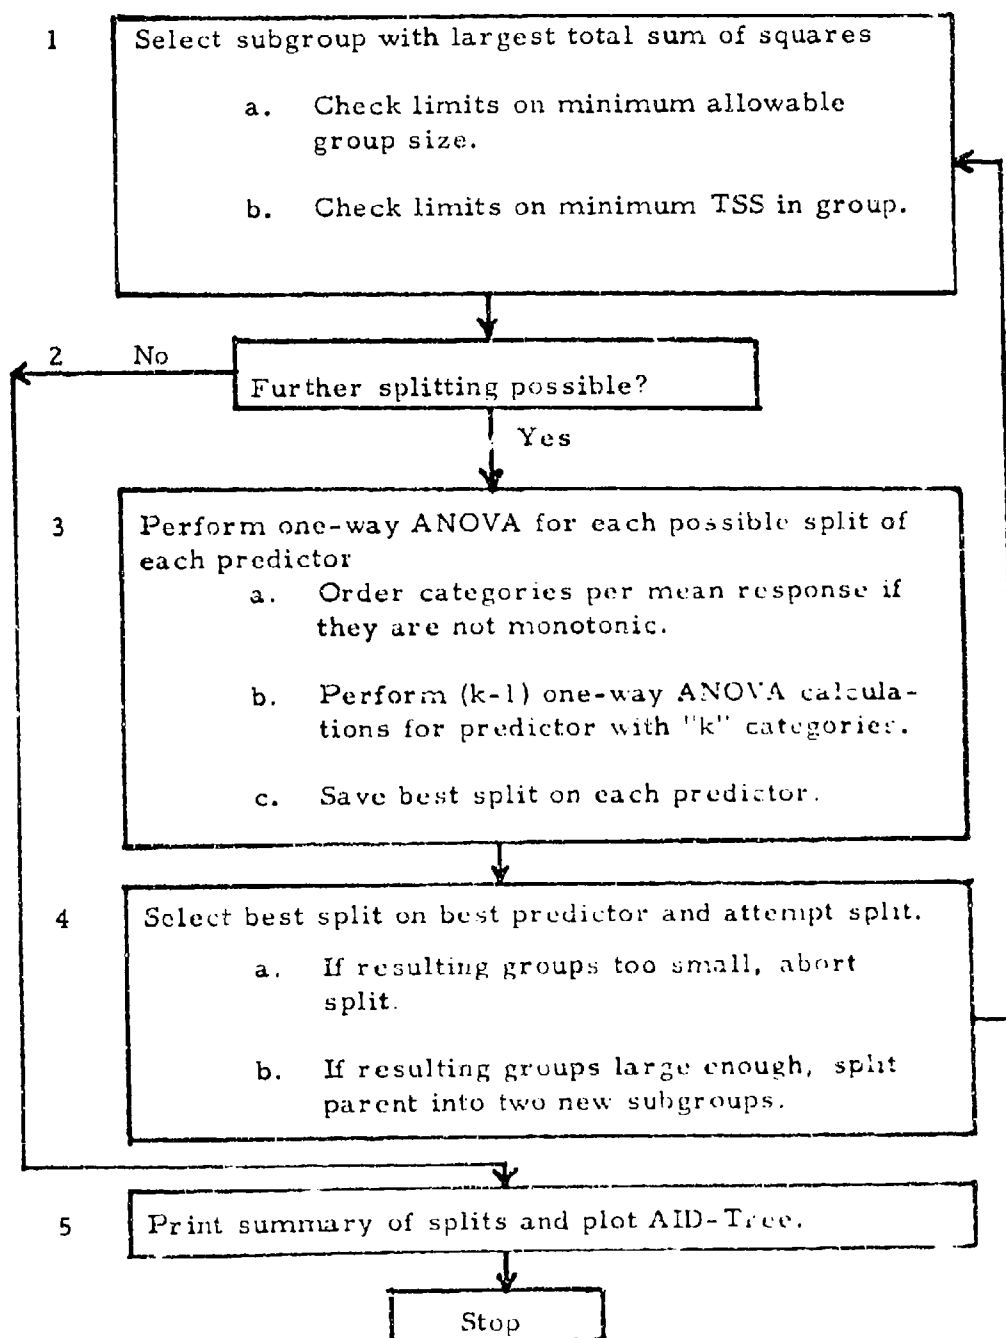 1 Select subgroup with largest total sum of squares
a. Check limits on minimum allowable
group size.
b. Check limits on minimum TSS in group.
2 No
Further splitting possible?
Yes
3 Perform one-way ANOVA for each possible split of
each predictor
a. Order categories per mean response if
they are not monotonic.
b. Perform (k-1) one-way ANOVA calcula-
tions for predictor with "k" categories.
c. Save best split on each predictor.
4 Select best split on best predictor and attempt split.
a. If resulting groups too small, abort
split.
b. If resulting groups large enough, split
parent into two new subgroups.
5 Print summary of splits and plot AID-Tree.
Stop